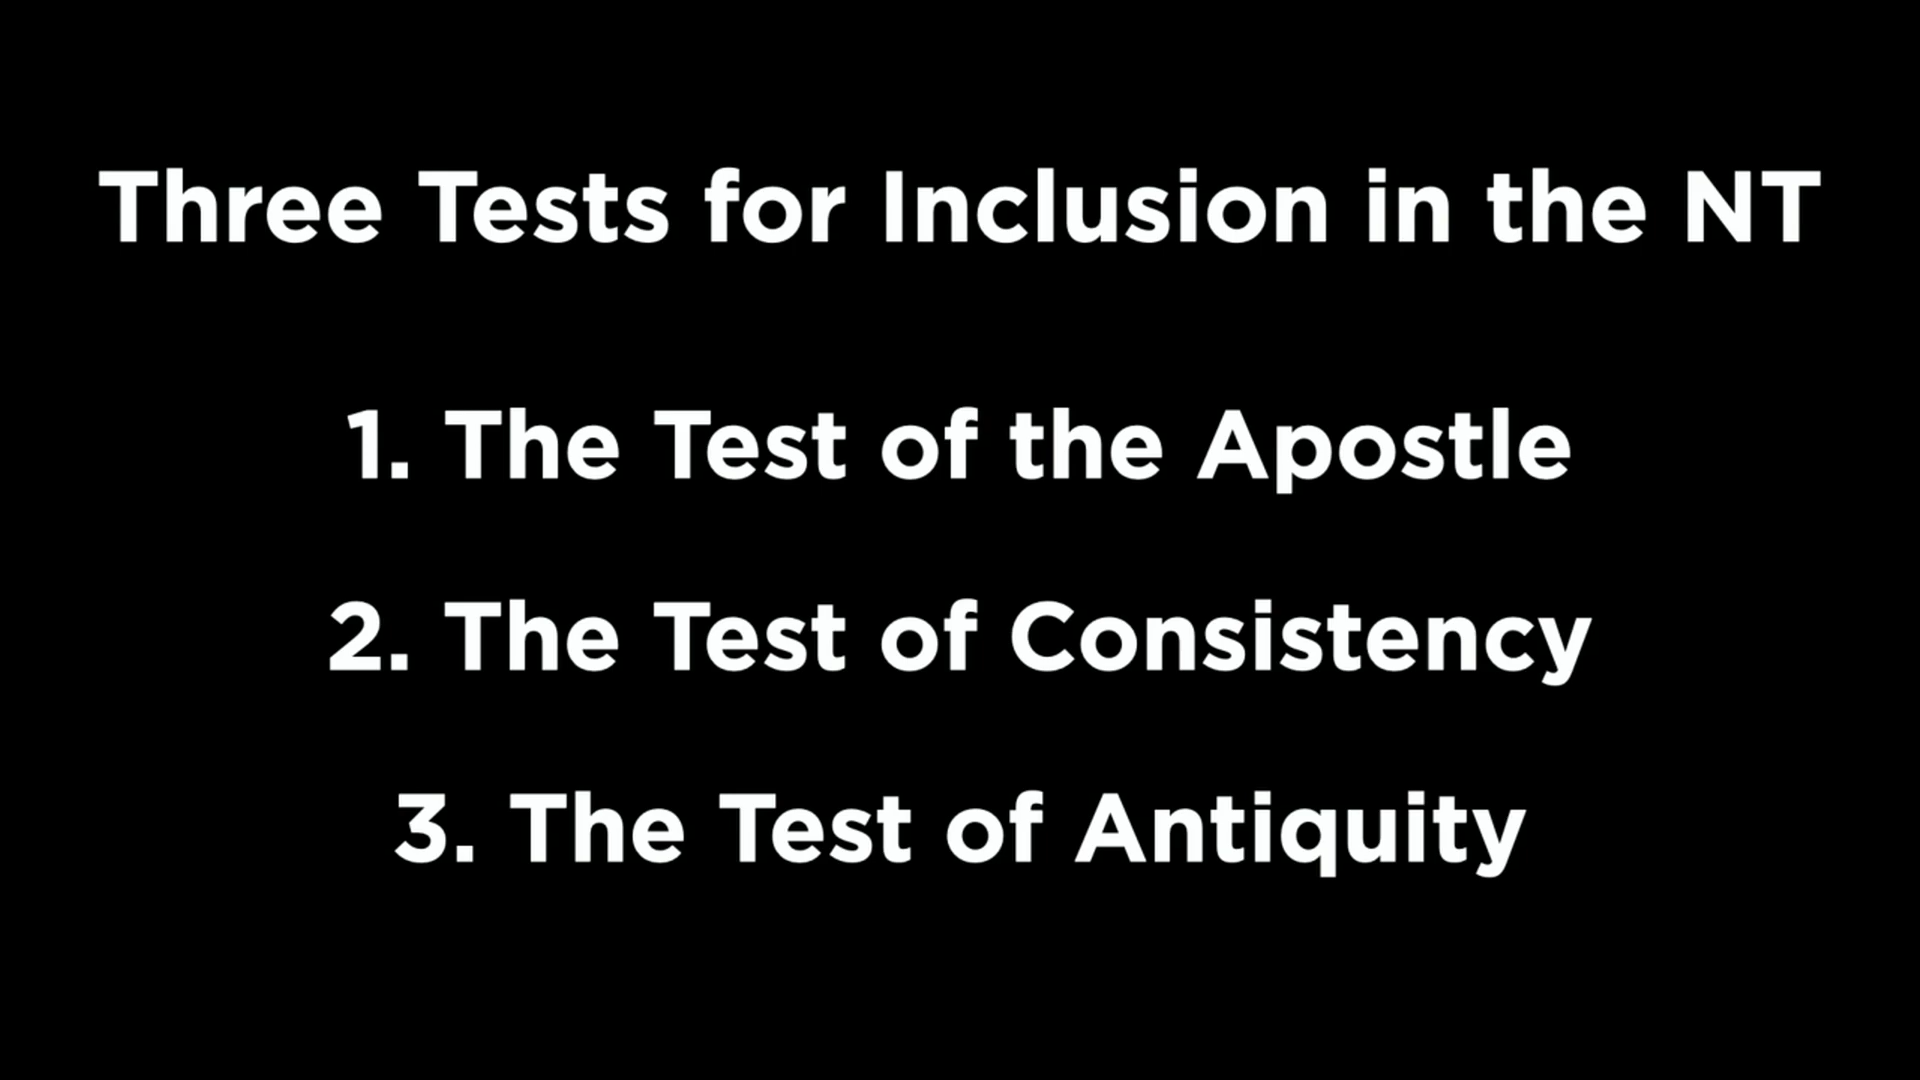 Three Tests for Inclusion in the NT
1. The Test of the Apostle
2. The Test of Consistency
3. The Test of Antiquity